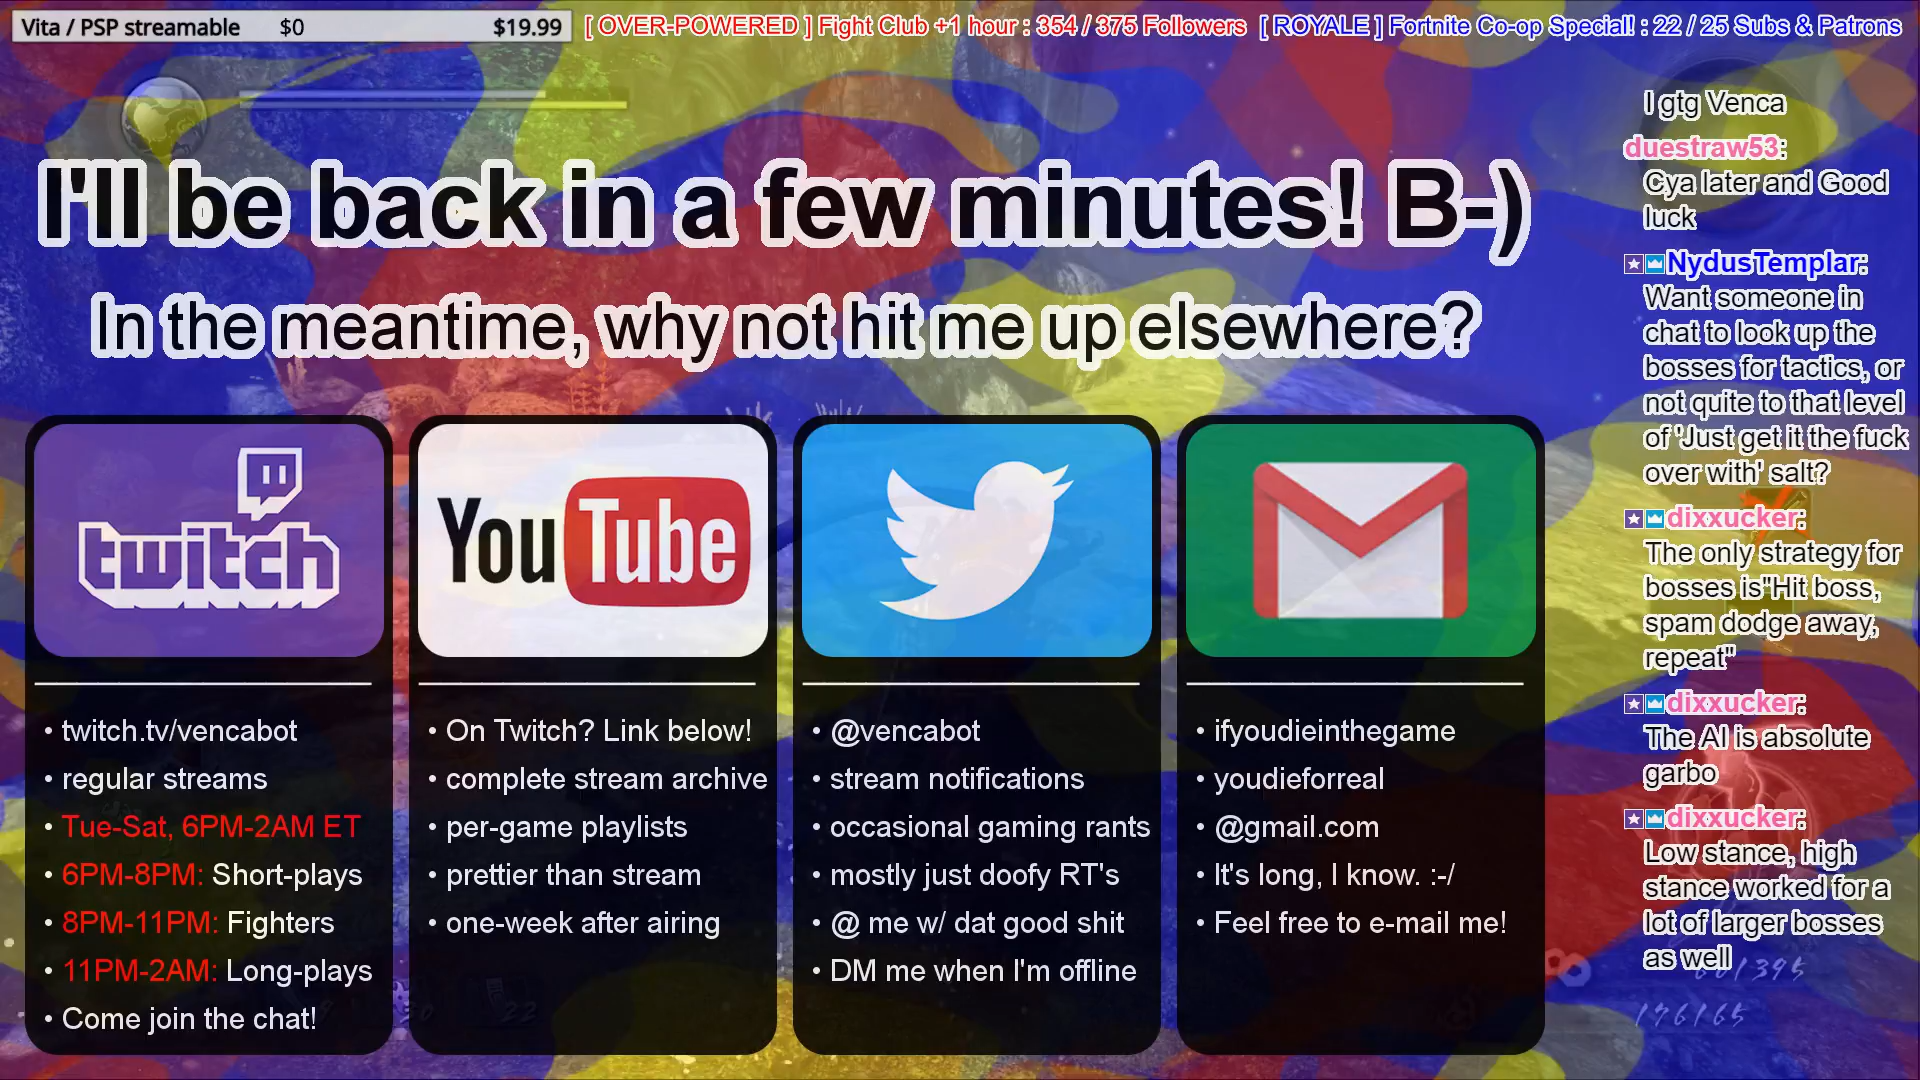 Vita / PSP streamable $0 $19.99
[ OVER-POWERED ] Fight Club +1 hour : 354 / 375 Followers [ ROYALE ] Fortnite Co-op Special! : 22 / 25 Subs & Patrons
I'll be back in a few minutes! B-)
In the meantime, why not hit me up elsewhere?
twitch
• twitch.tv/vencabot
• regular streams
• Tue-Sat, 6PM-2AM ET
• 6PM-8PM: Short-plays
• 8PM-11PM: Fighters
• 11PM-2AM: Long-plays
• Come join the chat!
YouTube
• On Twitch? Link below!
• complete stream archive
• per-game playlists
• prettier than stream
• one-week after airing
• @vencabot
• stream notifications
• occasional gaming rants
• mostly just doofy RT's
• @ me w/ dat good shit
• DM me when I'm offline
• ifyoudieinthegame
• youdieforreal
• @gmail.com
• It's long, I know. :-/
• Feel free to e-mail me!
I gtg Venca
duestraw53:
Cya later and Good
luck
NydusTemplar:
Want someone in
chat to look up the
bosses for tactics, or
not quite to that level
of 'Just get it the fuck
over with' salt?
dixxucker:
The only strategy for
bosses is"Hit boss,
spam dodge away,
repeat"
dixxucker:
The AI is absolute
garbo
dixxucker:
Low stance, high
stance worked for a
lot of larger bosses
as well
176165